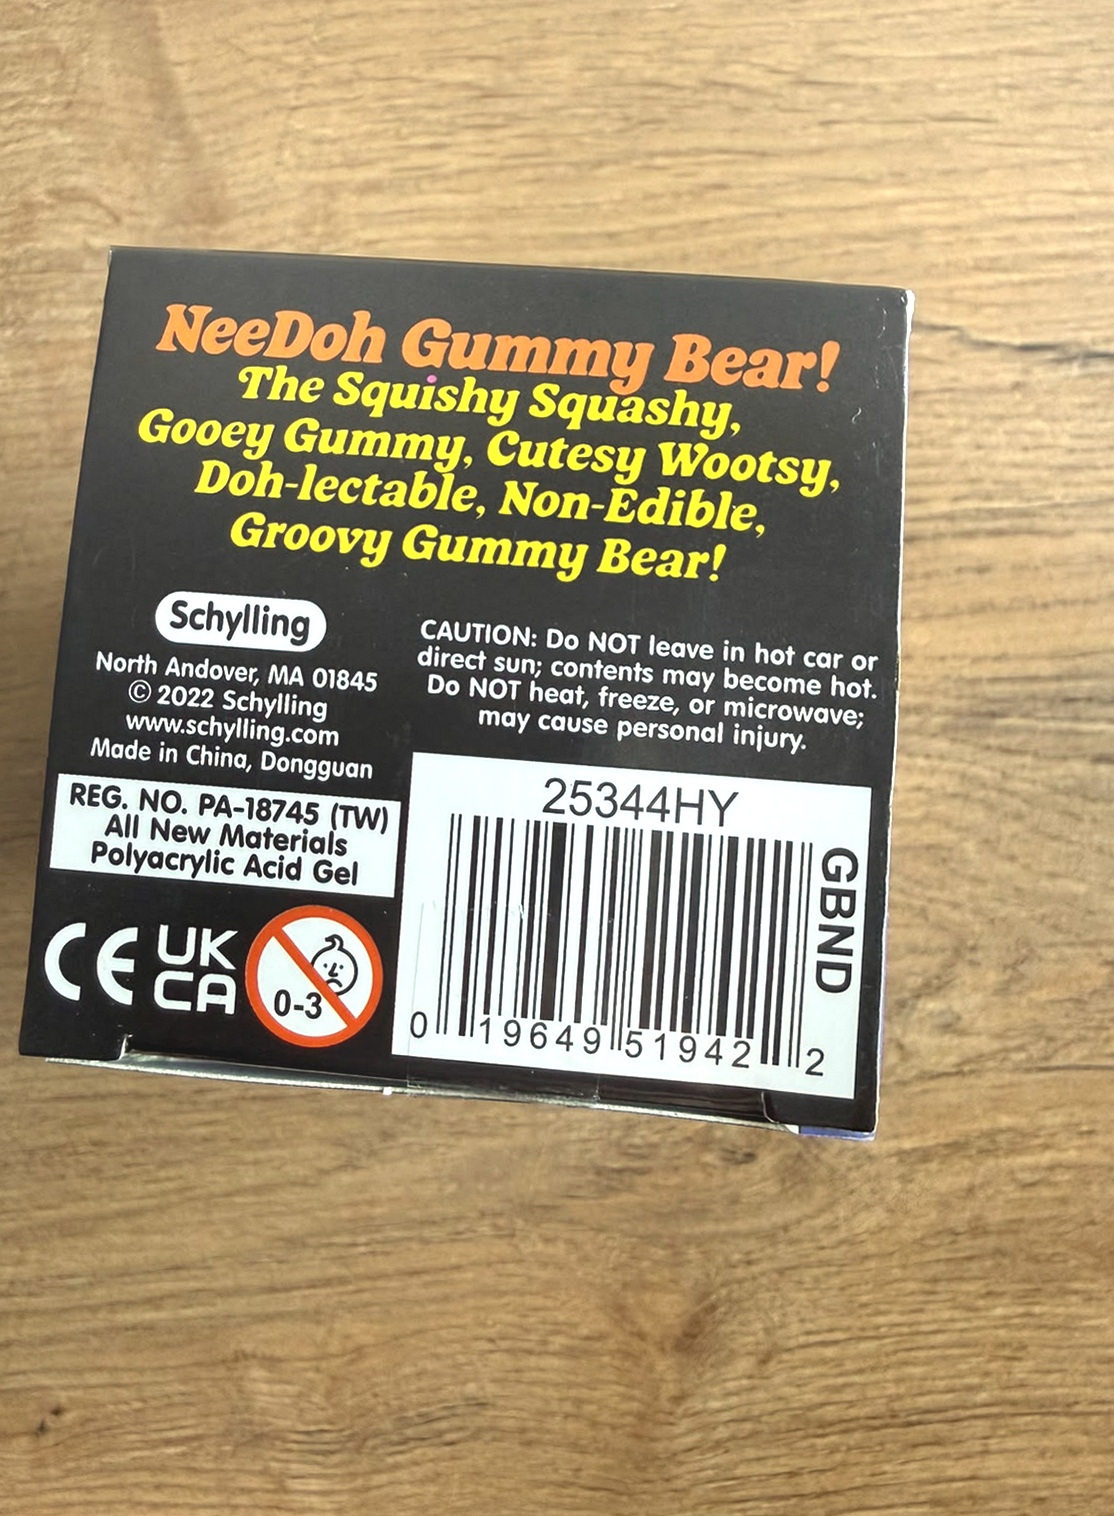 NeeDoh Gummy Bear!
The Squishy Squashy,
Gooey Gummy, Cutesy Wootsy,
Doh-lectable, Non-Edible,
Groovy Gummy Bear!
Schylling
North Andover, MA 01845
© 2022 Schylling
www.schylling.com
Made in China, Dongguan
REG. NO. PA-18745 (TW)
All New Materials
Polyacrylic Acid Gel
CE
UK
CA
0-3
CAUTION: Do NOT leave in hot car or
direct sun; contents may become hot.
Do NOT heat, freeze, or microwave;
may cause personal injury.
25344HY
GBND
0 19649 51942 2